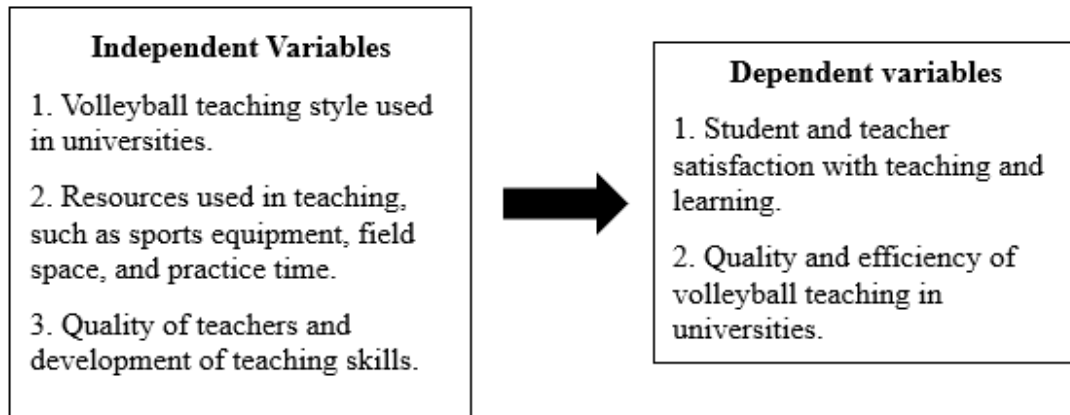 Independent Variables
1. Volleyball teaching style used
in universities.
2. Resources used in teaching,
such as sports equipment, field
space, and practice time.
3. Quality of teachers and
development of teaching skills.
Dependent variables
1. Student and teacher
satisfaction with teaching and
learning.
2. Quality and efficiency of
volleyball teaching in
universities.